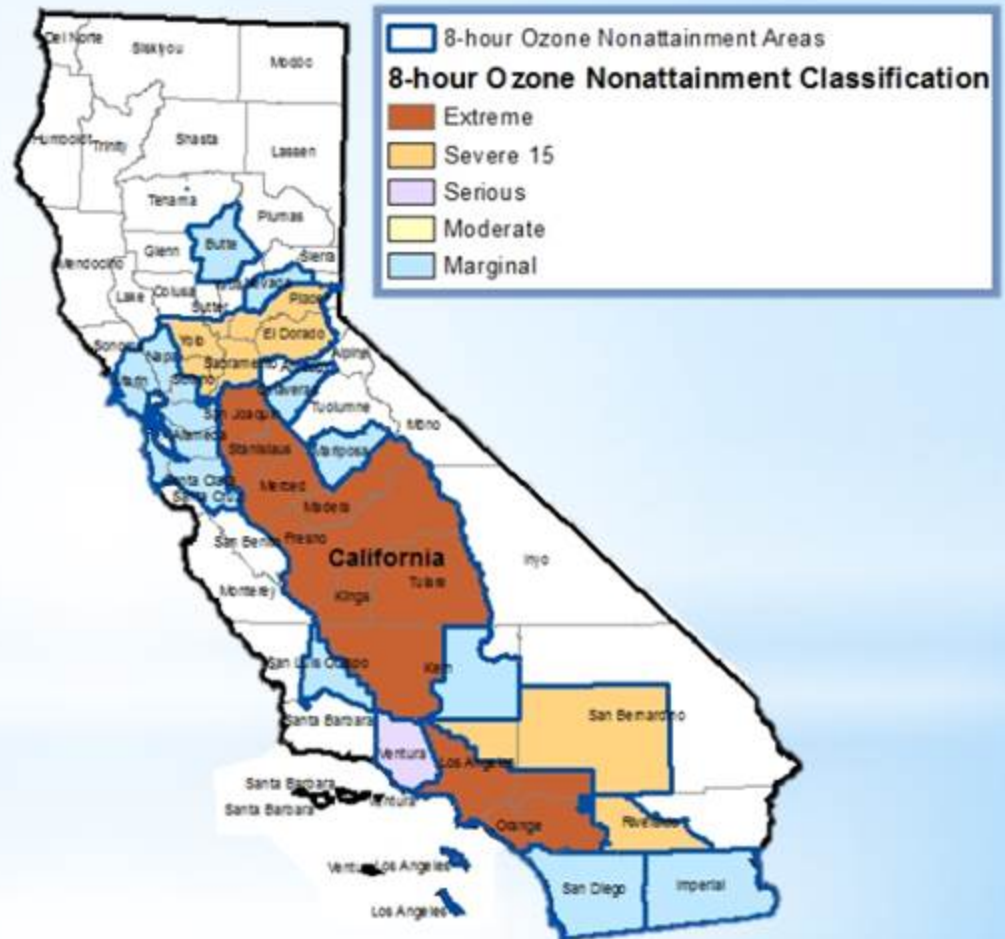 8-hour Ozone Nonattainment Areas
8-hour Ozone Nonattainment Classification
Extreme
Severe 15
Serious
Moderate
Marginal
Del Norte
Siskiyou
Modoc
Humboldt
Trinity
Shasta
Lassen
Tehama
Plumas
Butte
Glenn
Sierra
Mendocino
Nevada
Lake
Colusa
Sutter
Placer
Yolo
El Dorado
Sonoma
Napa
Sacramento
Alpine
Marin
Solano
Calaveras
Tuolumne
San Joaquin
Mono
Alameda
Stanislaus
Mariposa
Santa Clara
Merced
Santa Cruz
Madera
San Benito
Fresno
California
Inyo
Tulare
Monterey
Kings
San Luis Obispo
Kern
Santa Barbara
San Bernardino
Ventura
Los Angeles
Santa Barbara
Ventura
Santa Barbara
Orange
Riverside
Ventura
Los Angeles
San Diego
Imperial
Los Angeles